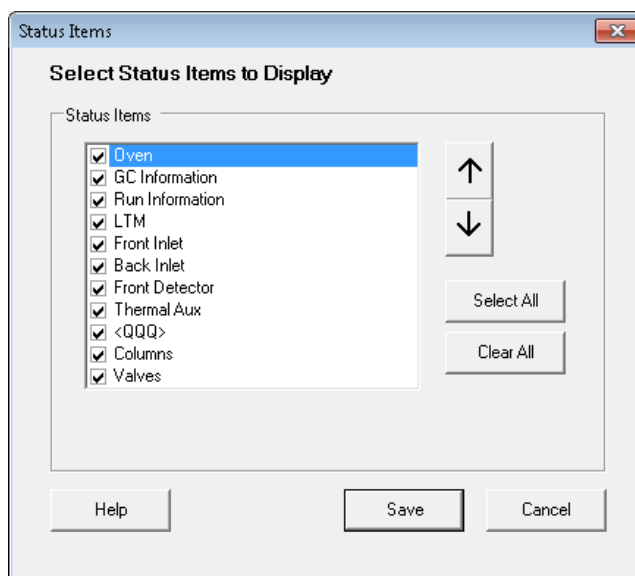 Status Items
Select Status Items to Display
Status Items
Oven
GC Information
Run Information
LTM
Front Inlet
Back Inlet
Front Detector
Thermal Aux
<QQQ>
Columns
Valves
Select All
Clear All
Help
Save
Cancel